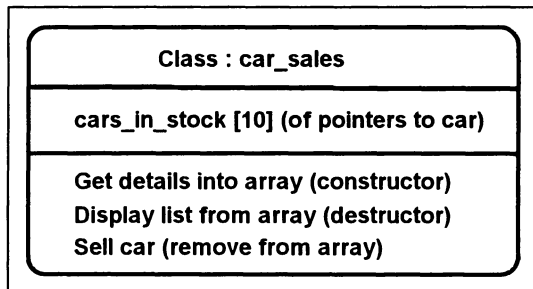 Class : car_sales
cars_in_stock [10] (of pointers to car)
Get details into array (constructor)
Display list from array (destructor)
Sell car (remove from array)